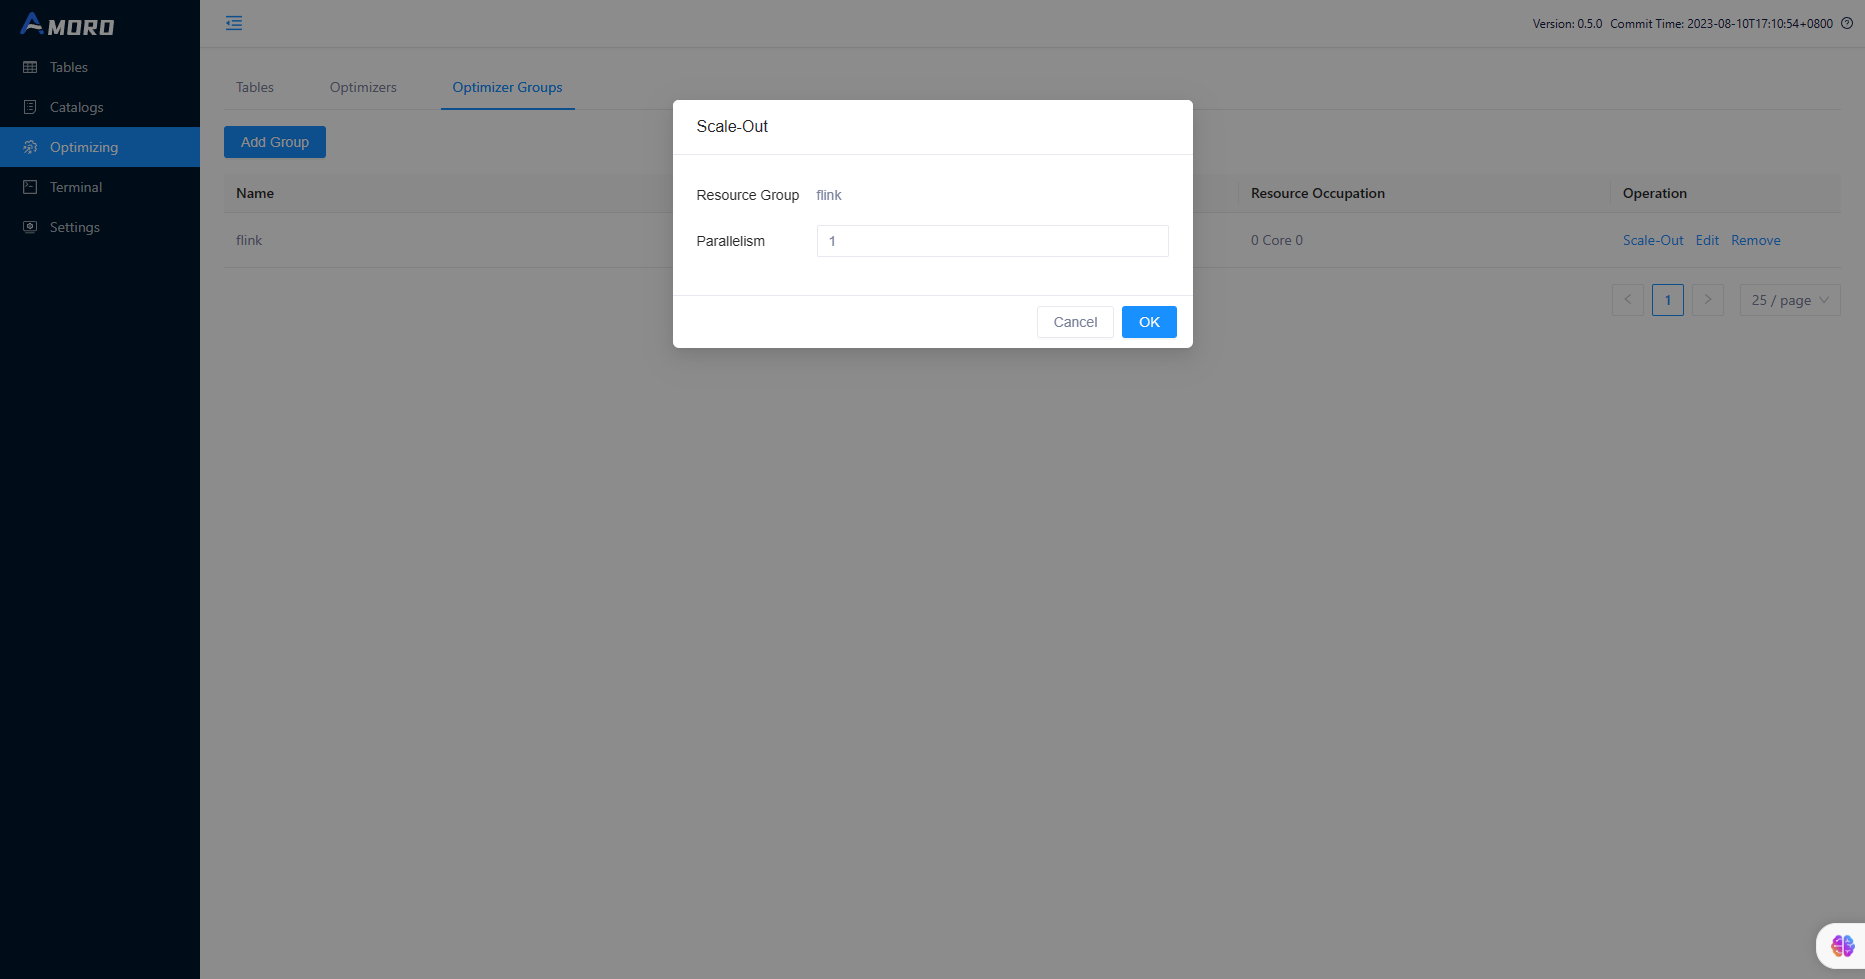 AMORO
Version: 0.5.0 Commit Time: 2023-08-10T17:10:54+0800
Tables
Catalogs
Optimizing
Terminal
Settings
Tables Optimizers Optimizer Groups
Add Group
Name Resource Occupation Operation
flink 0 Core 0 Scale-Out Edit Remove
1 25 / page
Scale-Out
Resource Group flink
Parallelism 1
Cancel OK